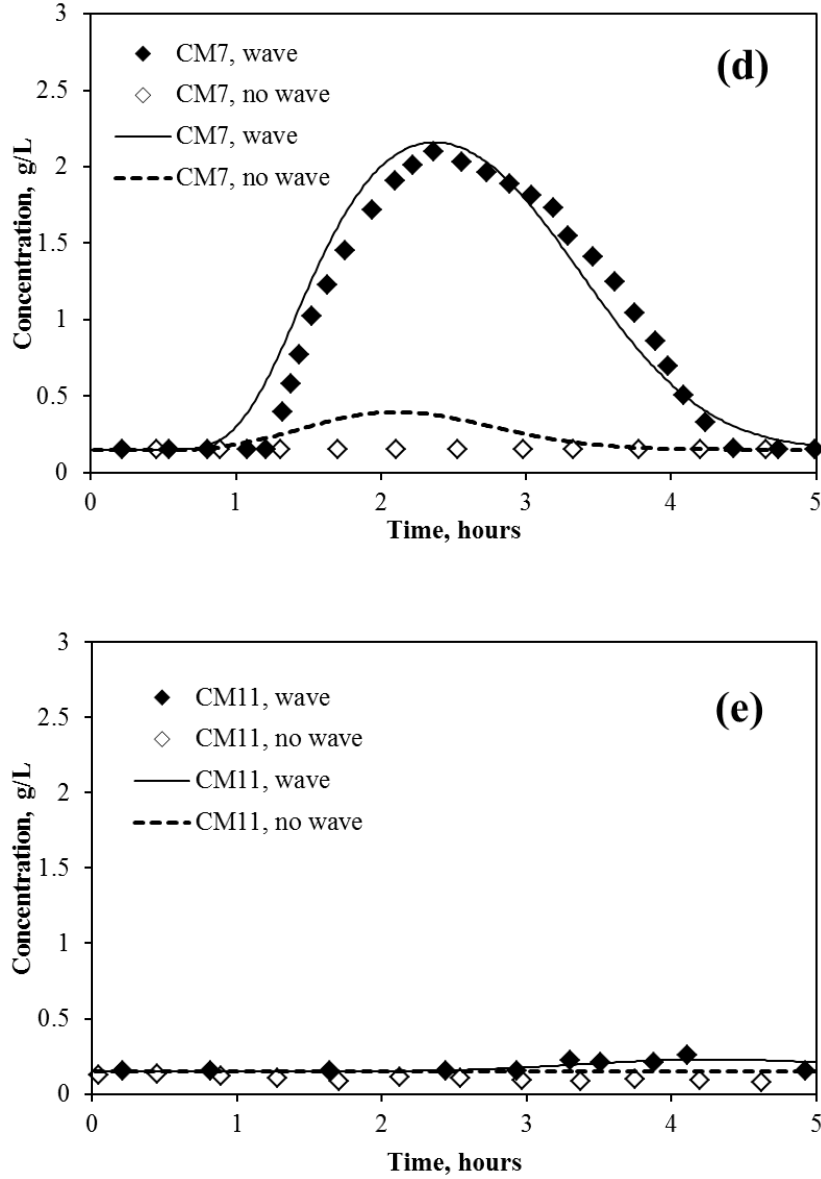 3
2.5
2
1.5
1
0.5
0
Concentration, g/L
CM7, wave
CM7, no wave
CM7, wave
CM7, no wave
(d)
0 1 2 3 4 5
Time, hours
3
2.5
2
1.5
1
0.5
0
Concentration, g/L
CM11, wave
CM11, no wave
CM11, wave
CM11, no wave
(e)
0 1 2 3 4 5
Time, hours